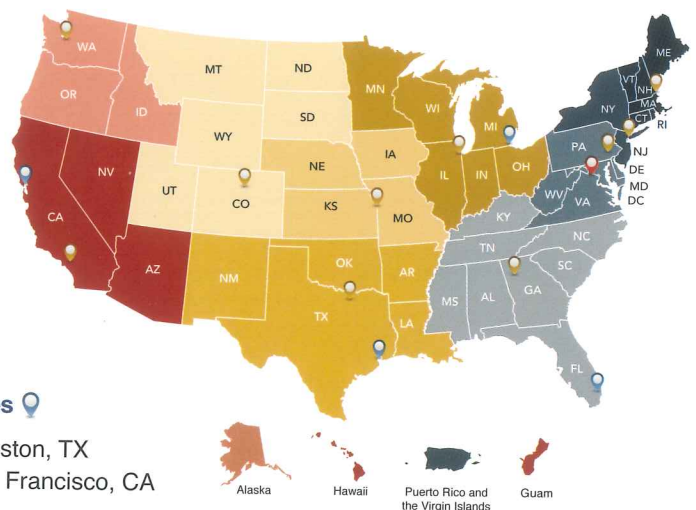 WA
OR
ID
MT
ND
SD
WY
NE
UT
CO
KS
NV
CA
AZ
NM
OK
TX
AR
LA
MN
IA
MO
WI
MI
IL
IN
OH
KY
TN
MS
AL
GA
NC
SC
FL
PA
WV
VA
NY
VT
NH
ME
MA
CT
RI
NJ
DE
MD
DC
s
ston, TX
Francisco, CA
Alaska
Hawaii
Puerto Rico and
the Virgin Islands
Guam